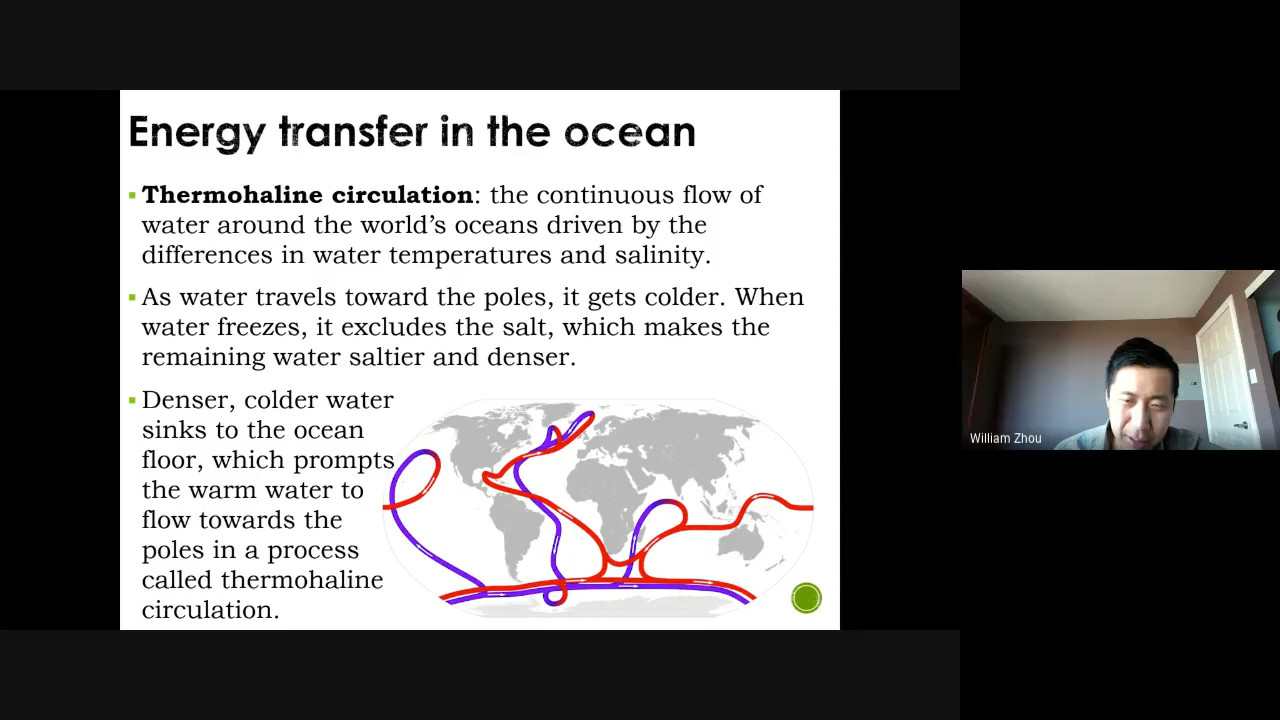 Energy transfer in the ocean
Thermohaline circulation: the continuous flow of
water around the world’s oceans driven by the
differences in water temperatures and salinity.
As water travels toward the poles, it gets colder. When
water freezes, it excludes the salt, which makes the
remaining water saltier and denser.
Denser, colder water
sinks to the ocean
floor, which prompts
the warm water to
flow towards the
poles in a process
called thermohaline
circulation.
William Zhou